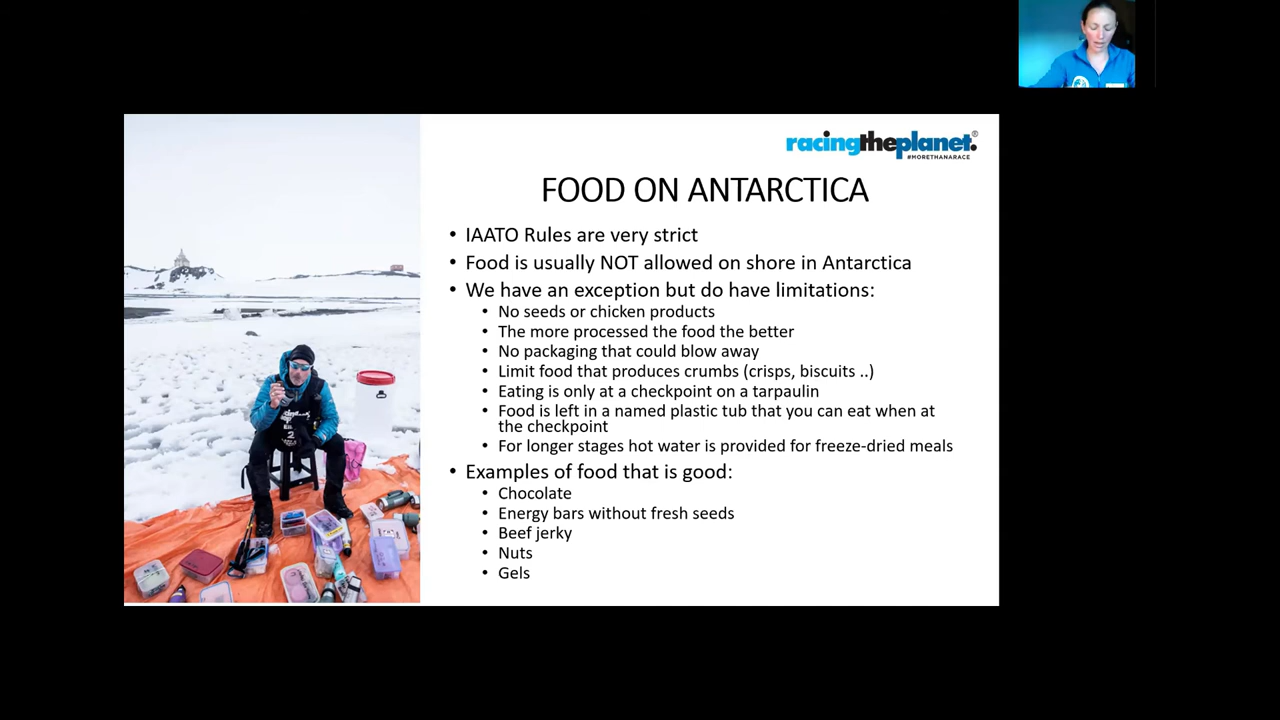 racingtheplanet.®
#MORETHANARACE
FOOD ON ANTARCTICA
• IAATO Rules are very strict
• Food is usually NOT allowed on shore in Antarctica
• We have an exception but do have limitations:
• No seeds or chicken products
• The more processed the food the better
• No packaging that could blow away
• Limit food that produces crumbs (crisps, biscuits ..)
• Eating is only at a checkpoint on a tarpaulin
• Food is left in a named plastic tub that you can eat when at
the checkpoint
• For longer stages hot water is provided for freeze-dried meals
• Examples of food that is good:
• Chocolate
• Energy bars without fresh seeds
• Beef jerky
• Nuts
• Gels
2